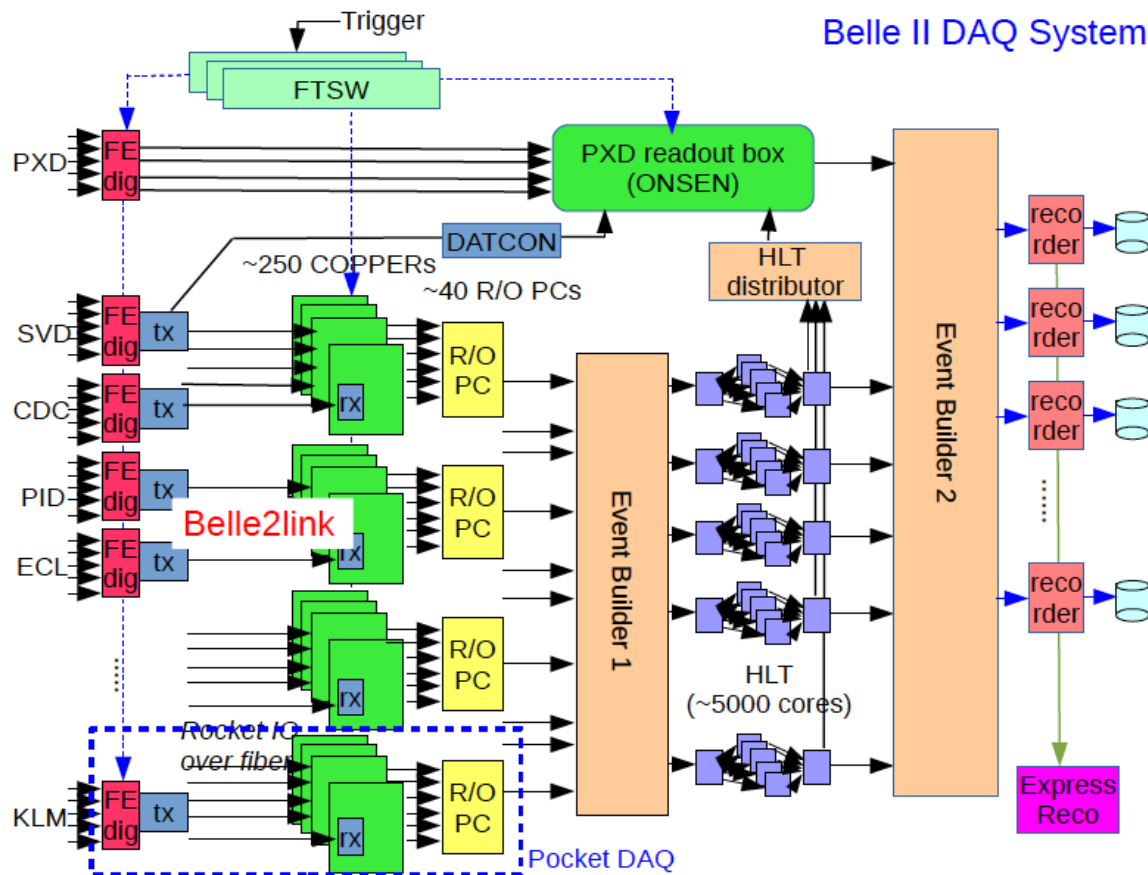 Belle II DAQ System
Trigger
FTSW
PXD
FE
dig
PXD readout box
(ONSEN)
DATCON
~250 COPPERs
~40 R/O PCs
HLT
distributor
SVD
FE
dig
tx
CDC
FE
dig
tx
rx
R/O
PC
PID
FE
dig
tx
Belle2link
ECL
FE
dig
tx
rx
R/O
PC
.....
rx
R/O
PC
Rocket IO
over fiber
KLM
FE
dig
tx
rx
R/O
PC
Pocket DAQ
Event Builder 1
HLT
(~5000 cores)
Event Builder 2
reco
rder
reco
rder
reco
rder
......
reco
rder
Express
Reco